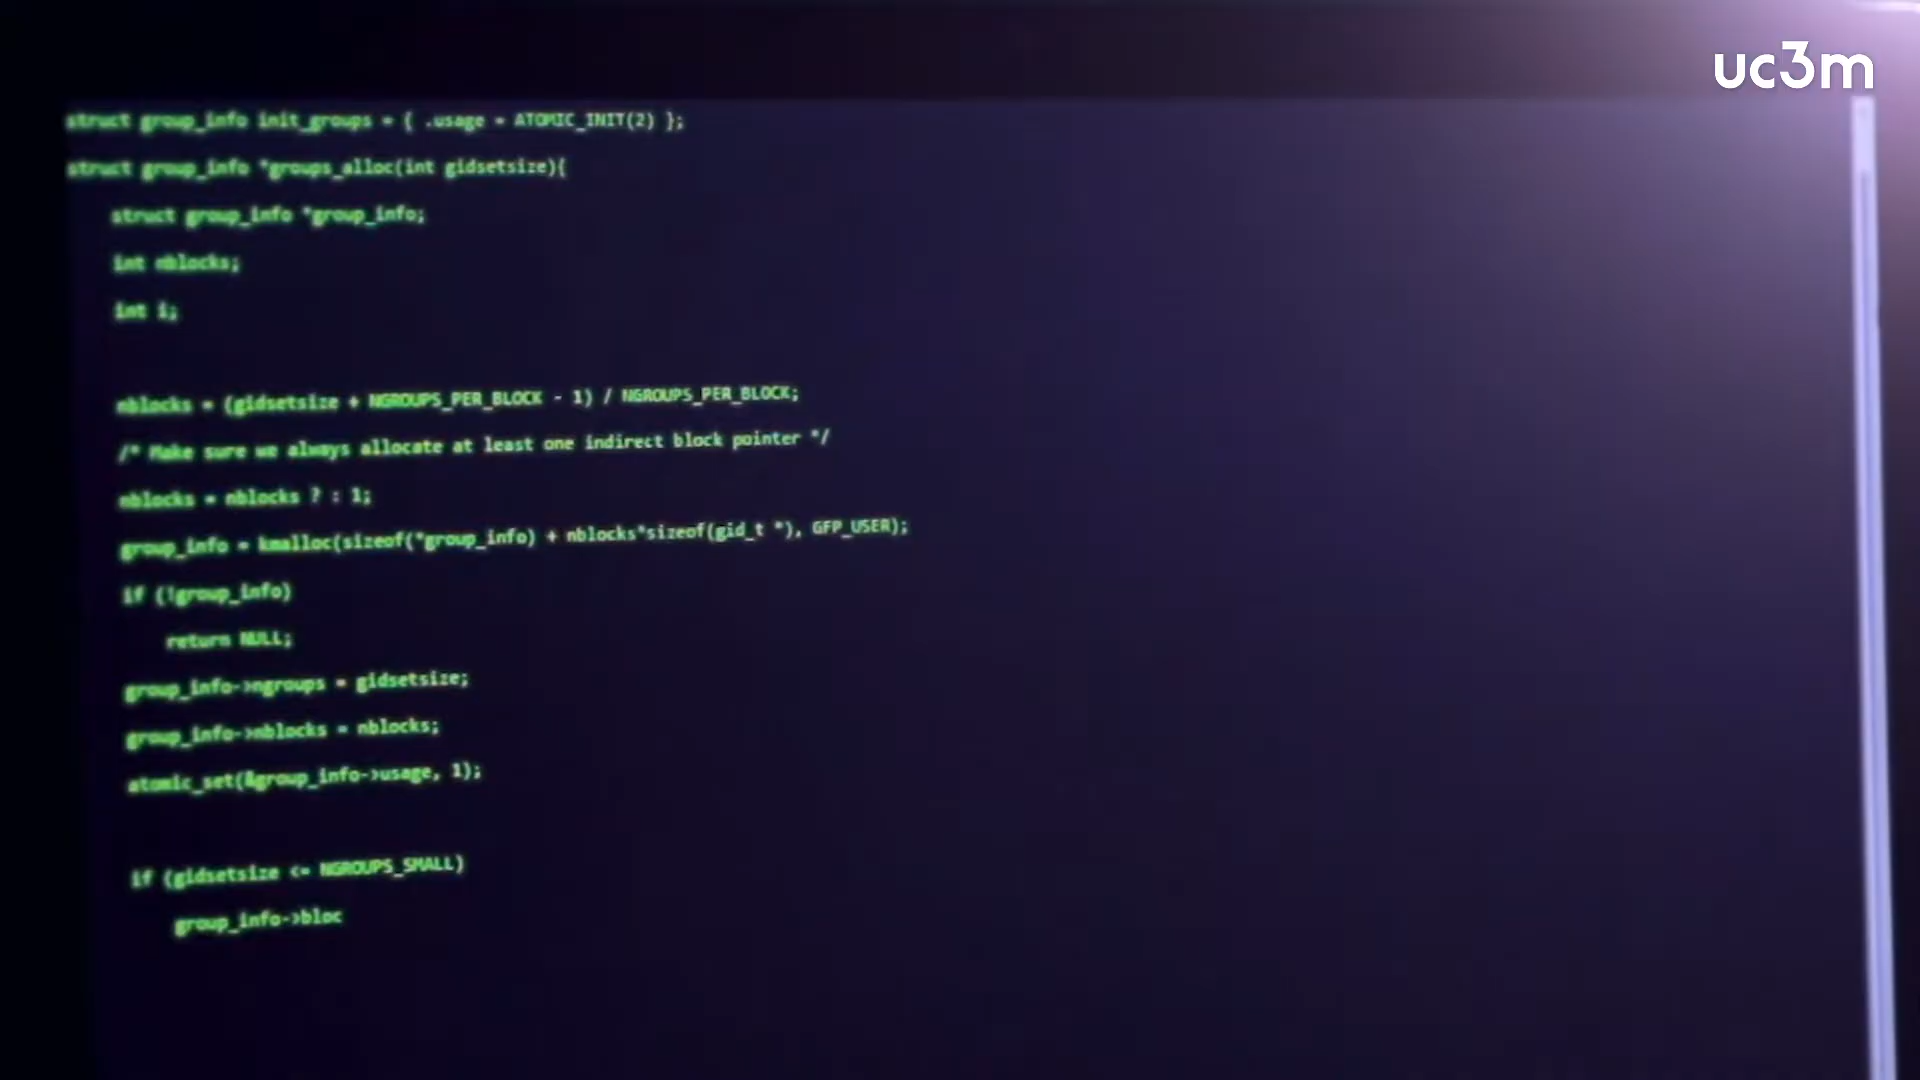 uc3m
struct group_info init_groups = { .usage = ATOMIC_INIT(2) };
struct group_info *groups_alloc(int gidsetsize){
struct group_info *group_info;
int nblocks;
int i;
nblocks = (gidsetsize + NGROUPS_PER_BLOCK - 1) / NGROUPS_PER_BLOCK;
/* Make sure we always allocate at least one indirect block pointer */
nblocks = nblocks ? : 1;
group_info = kmalloc(sizeof(*group_info) + nblocks*sizeof(gid_t *), GFP_USER);
if (!group_info)
return NULL;
group_info->ngroups = gidsetsize;
group_info->nblocks = nblocks;
atomic_set(&group_info->usage, 1);
if (gidsetsize <= NGROUPS_SMALL)
group_info->bloc